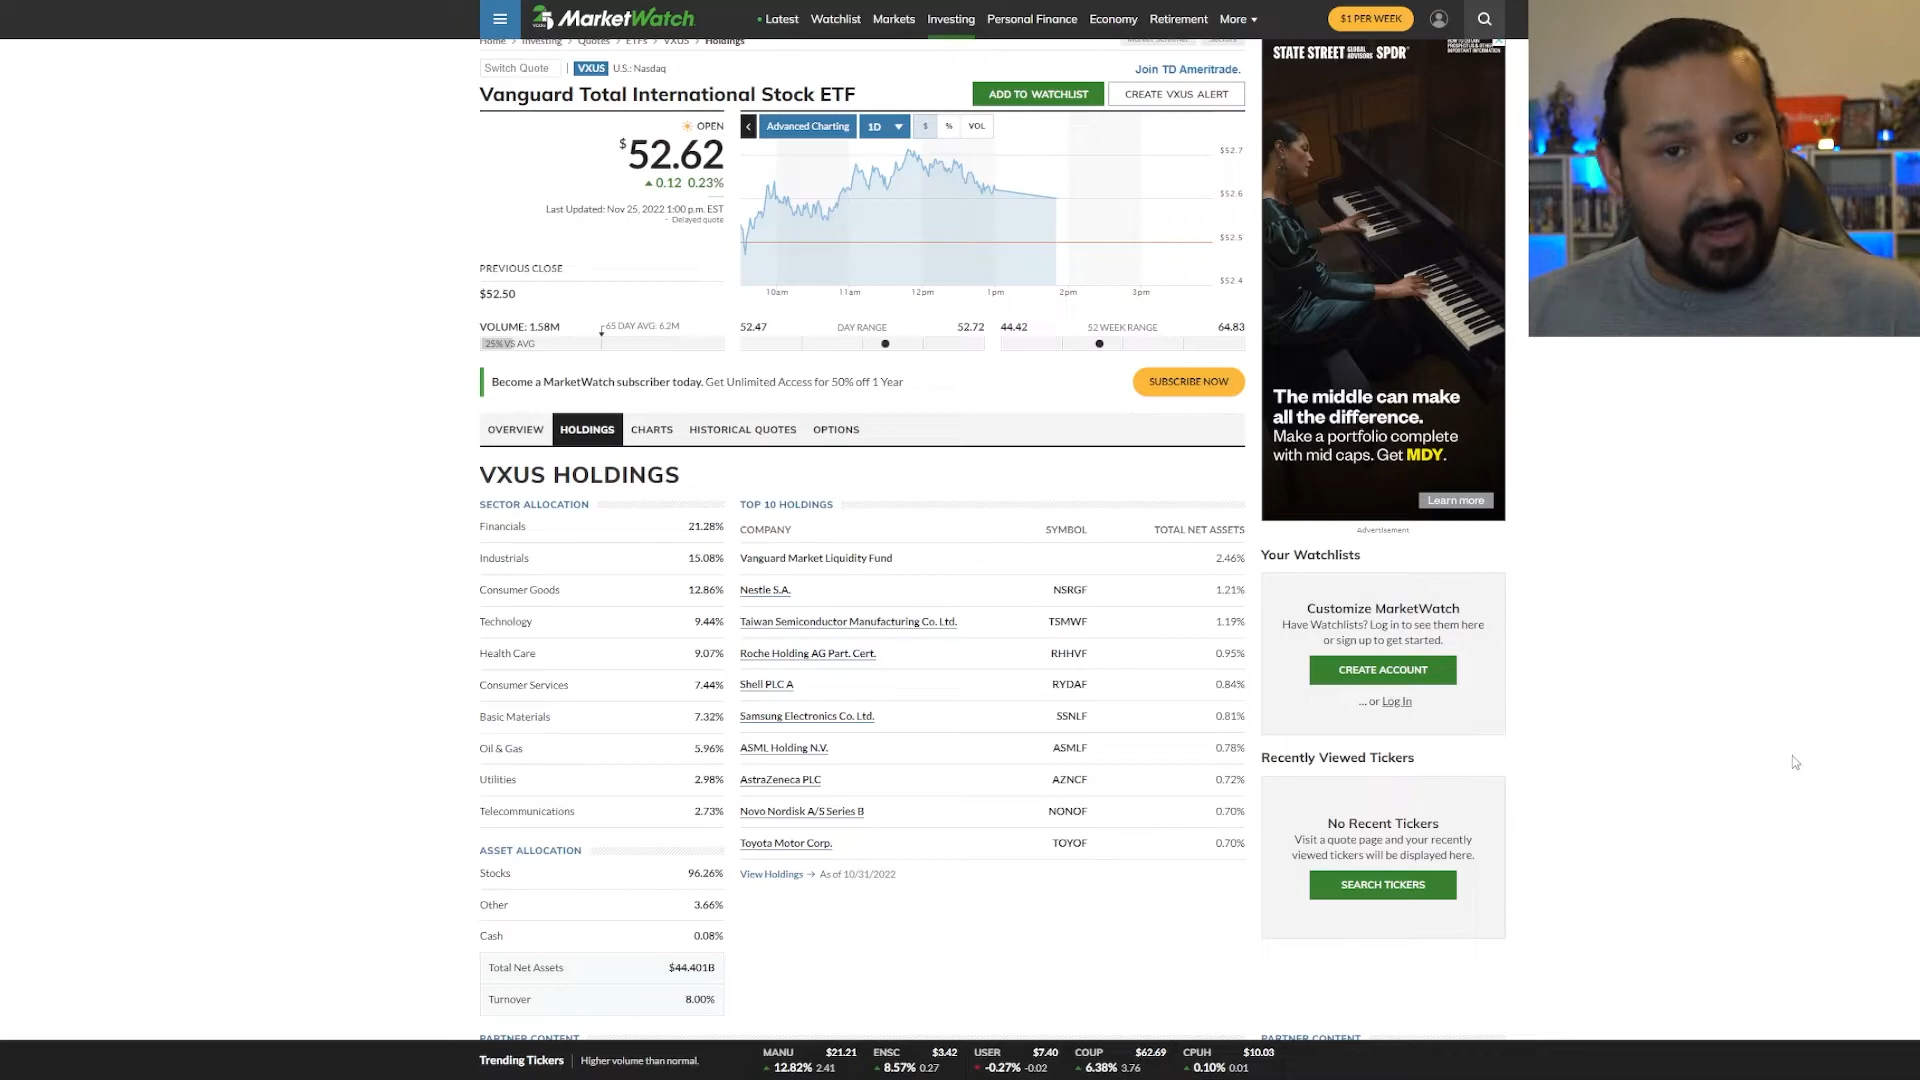 25 YEARS MarketWatch
Latest Watchlist Markets Investing Personal Finance Economy Retirement More
$1 PER WEEK
Home > Investing > Quotes > ETFs > VXUS > Holdings
Switch Quote | VXUS U.S.: Nasdaq
Join TD Ameritrade.
Vanguard Total International Stock ETF
ADD TO WATCHLIST
CREATE VXUS ALERT
OPEN
$52.62
0.12 0.23%
Last Updated: Nov 25, 2022 1:00 p.m. EST
- Delayed quote
PREVIOUS CLOSE
$52.50
Advanced Charting 1D $ % VOL
$52.7
$52.6
$52.5
$52.4
10am 11am 12pm 1pm 2pm 3pm
VOLUME: 1.58M 65 DAY AVG: 6.2M
25% VS AVG
52.47 DAY RANGE 52.72
44.42 52 WEEK RANGE 64.83
Become a MarketWatch subscriber today. Get Unlimited Access for 50% off 1 Year
SUBSCRIBE NOW
OVERVIEW HOLDINGS CHARTS HISTORICAL QUOTES OPTIONS
VXUS HOLDINGS
SECTOR ALLOCATION
Financials 21.28%
Industrials 15.08%
Consumer Goods 12.86%
Technology 9.44%
Health Care 9.07%
Consumer Services 7.44%
Basic Materials 7.32%
Oil & Gas 5.96%
Utilities 2.98%
Telecommunications 2.73%
ASSET ALLOCATION
Stocks 96.26%
Other 3.66%
Cash 0.08%
Total Net Assets $44.401B
Turnover 8.00%
TOP 10 HOLDINGS
COMPANY SYMBOL TOTAL NET ASSETS
Vanguard Market Liquidity Fund 2.46%
Nestle S.A. NSRGF 1.21%
Taiwan Semiconductor Manufacturing Co. Ltd. TSMWF 1.19%
Roche Holding AG Part. Cert. RHHVF 0.95%
Shell PLC A RYDAF 0.84%
Samsung Electronics Co. Ltd. SSNLF 0.81%
ASML Holding N.V. ASMLF 0.78%
AstraZeneca PLC AZNCF 0.72%
Novo Nordisk A/S Series B NONOF 0.70%
Toyota Motor Corp. TOYOF 0.70%
View Holdings → As of 10/31/2022
STATE STREET GLOBAL ADVISORS SPDR®
The middle can make
all the difference.
Make a portfolio complete
with mid caps. Get MDY.
Learn more
Advertisement
Your Watchlists
Customize MarketWatch
Have Watchlists? Log in to see them here
or sign up to get started.
CREATE ACCOUNT
... or Log In
Recently Viewed Tickers
No Recent Tickers
Visit a quote page and your recently
viewed tickers will be displayed here.
SEARCH TICKERS
PARTNER CONTENT
PARTNER CONTENT
Trending Tickers | Higher volume than normal.
MANU $21.21
12.82% 2.41
ENSC $3.42
8.57% 0.27
USER $7.40
-0.27% -0.02
COUP $62.69
6.38% 3.76
CPUH $10.03
0.10% 0.01